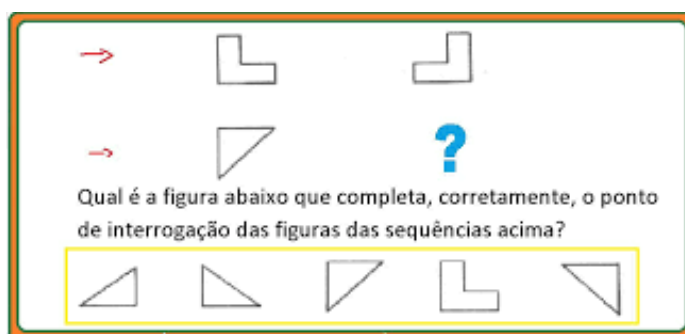 ?
Qual é a figura abaixo que completa, corretamente, o ponto
de interrogação das figuras das sequências acima?